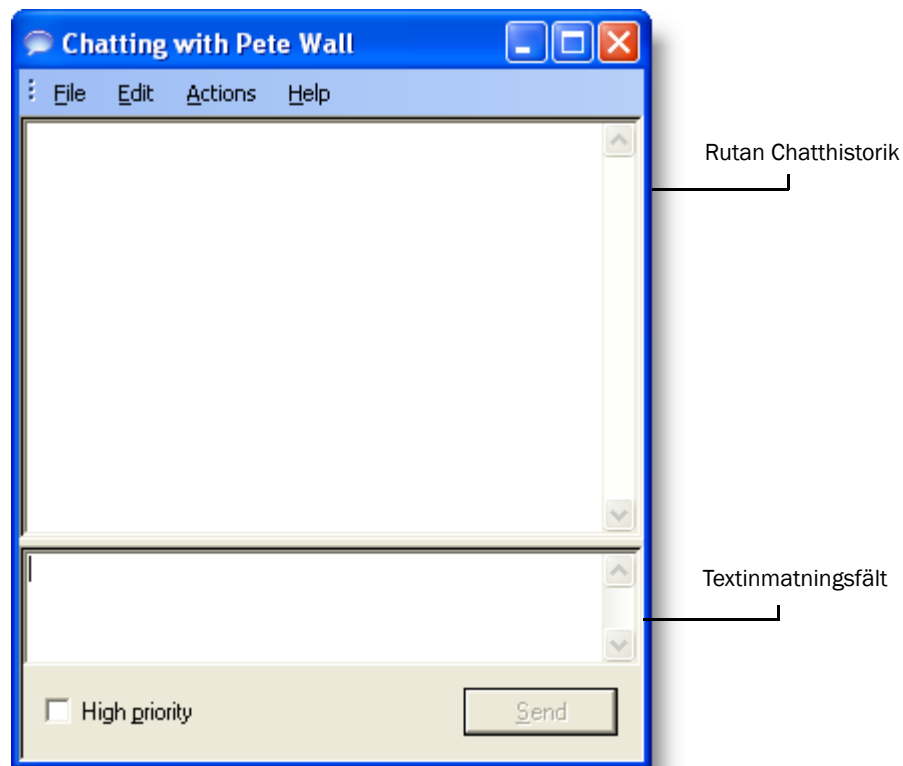 Chatting with Pete Wall
File Edit Actions Help
Rutan Chatthistorik
Textinmatningsfält
High priority
Send